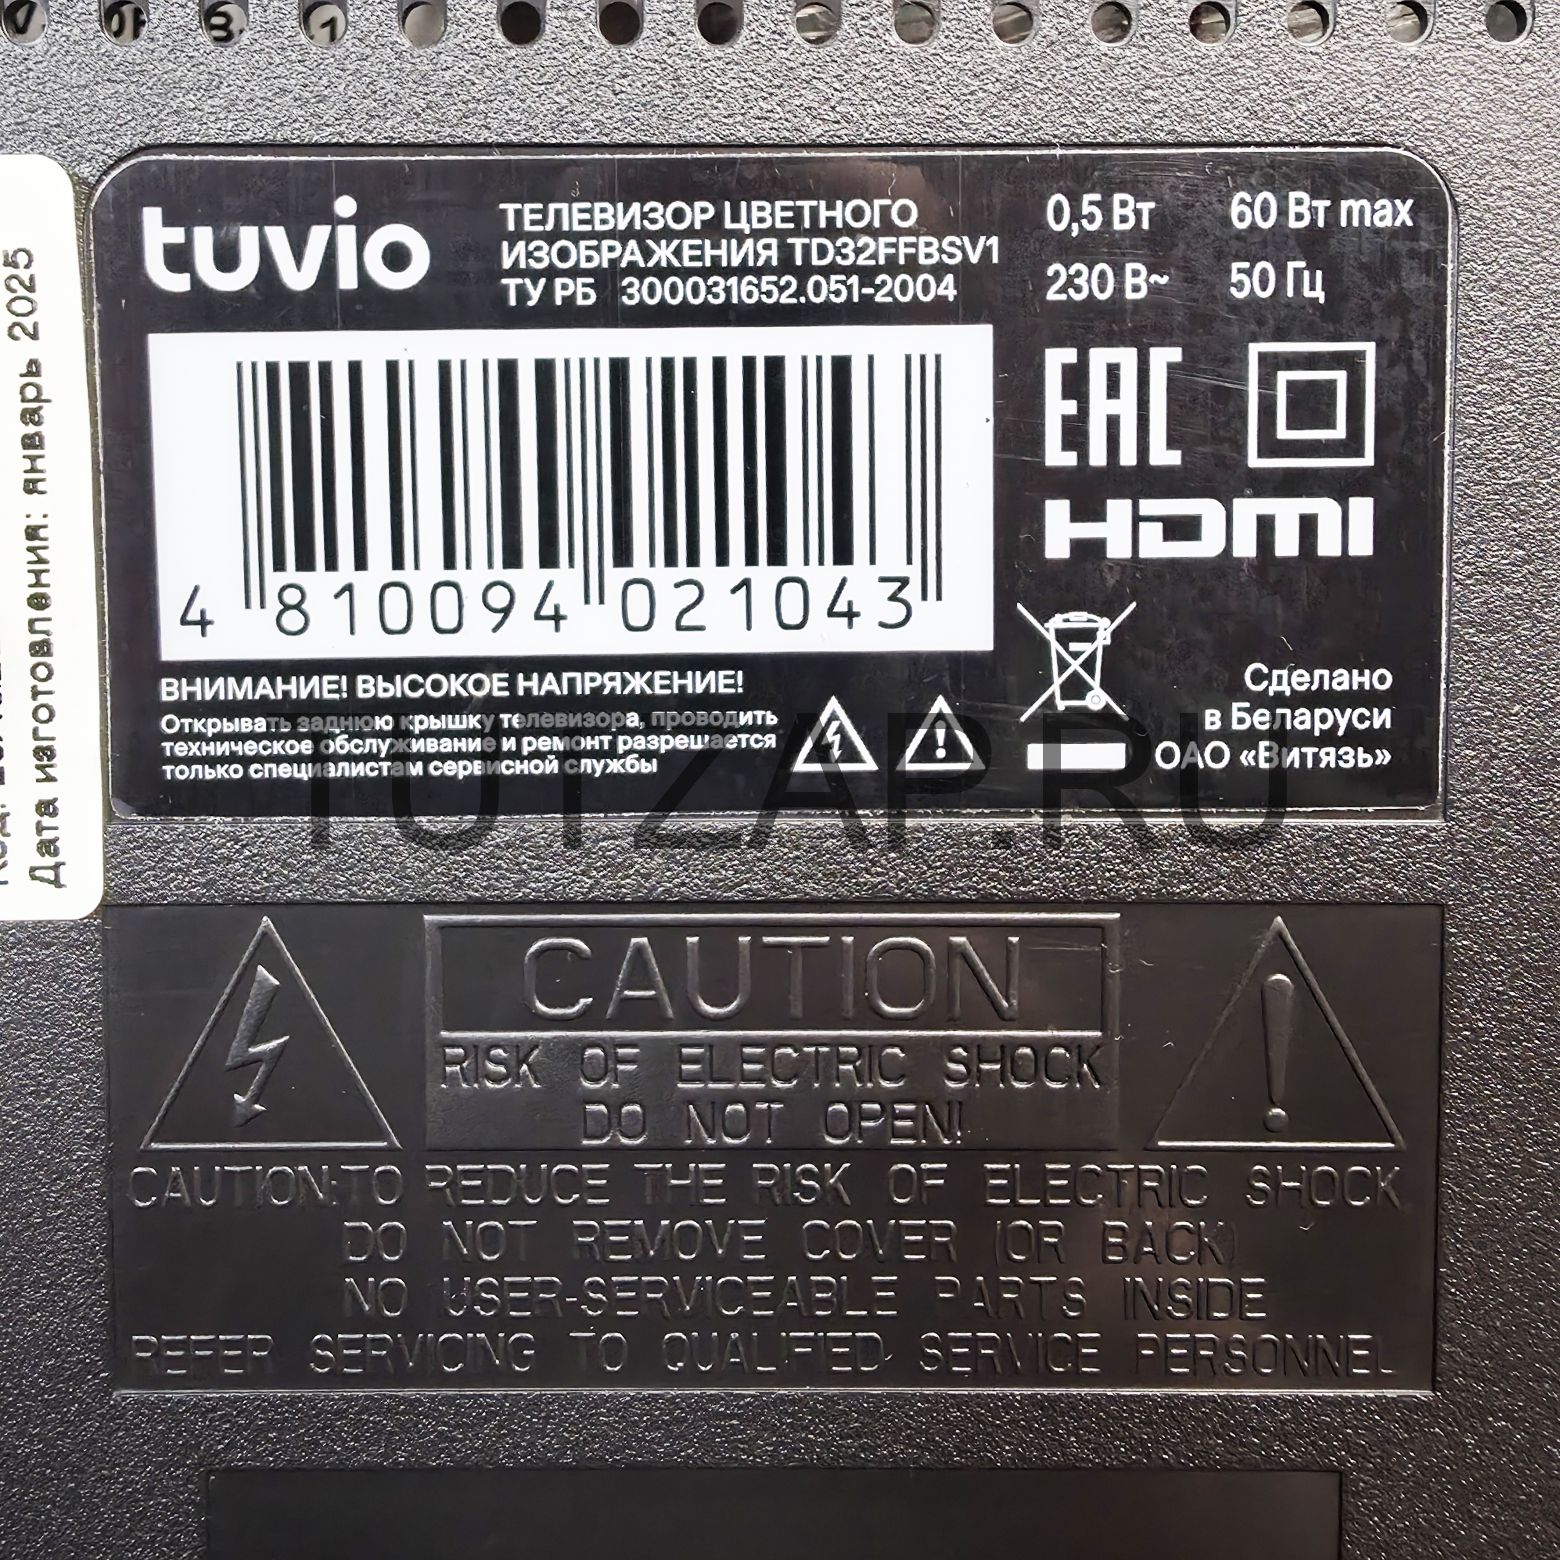 tuvio
ТЕЛЕВИЗОР ЦВЕТНОГО
ИЗОБРАЖЕНИЯ TD32FFBSV1
ТУ РБ 300031652.051-2004
0,5 Вт 60 Вт max
230 В~ 50 Гц
4 810094 021043
EAC
HDMI
ВНИМАНИЕ! ВЫСОКОЕ НАПРЯЖЕНИЕ!
Открывать заднюю крышку телевизора, проводить
техническое обслуживание и ремонт разрешается
только специалистам сервисной службы
Сделано
в Беларуси
ОАО «Витязь»
Дата изготовления: январь 2025
TUTZAP.RU
CAUTION
RISK OF ELECTRIC SHOCK
DO NOT OPEN!
CAUTION:TO REDUCE THE RISK OF ELECTRIC SHOCK
DO NOT REMOVE COVER (OR BACK)
NO USER-SERVICEABLE PARTS INSIDE
REFER SERVICING TO QUALIFIED SERVICE PERSONNEL